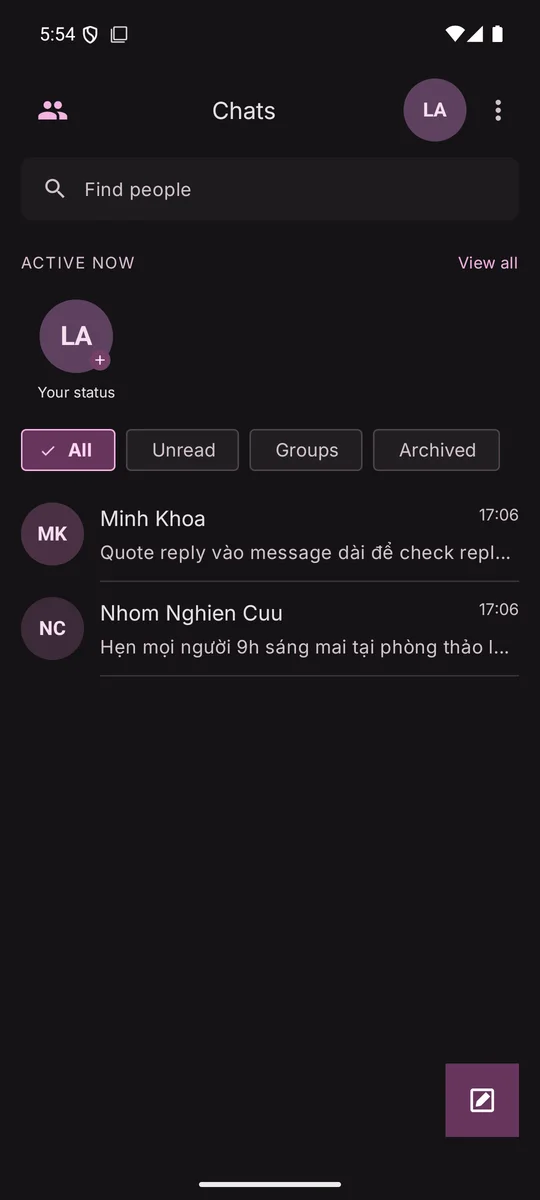 5:54
Chats
LA
Find people
ACTIVE NOW
View all
LA
Your status
All
Unread
Groups
Archived
MK
Minh Khoa
17:06
Quote reply vào message dài để check repl...
NC
Nhom Nghien Cuu
17:06
Hẹn mọi người 9h sáng mai tại phòng thảo l...